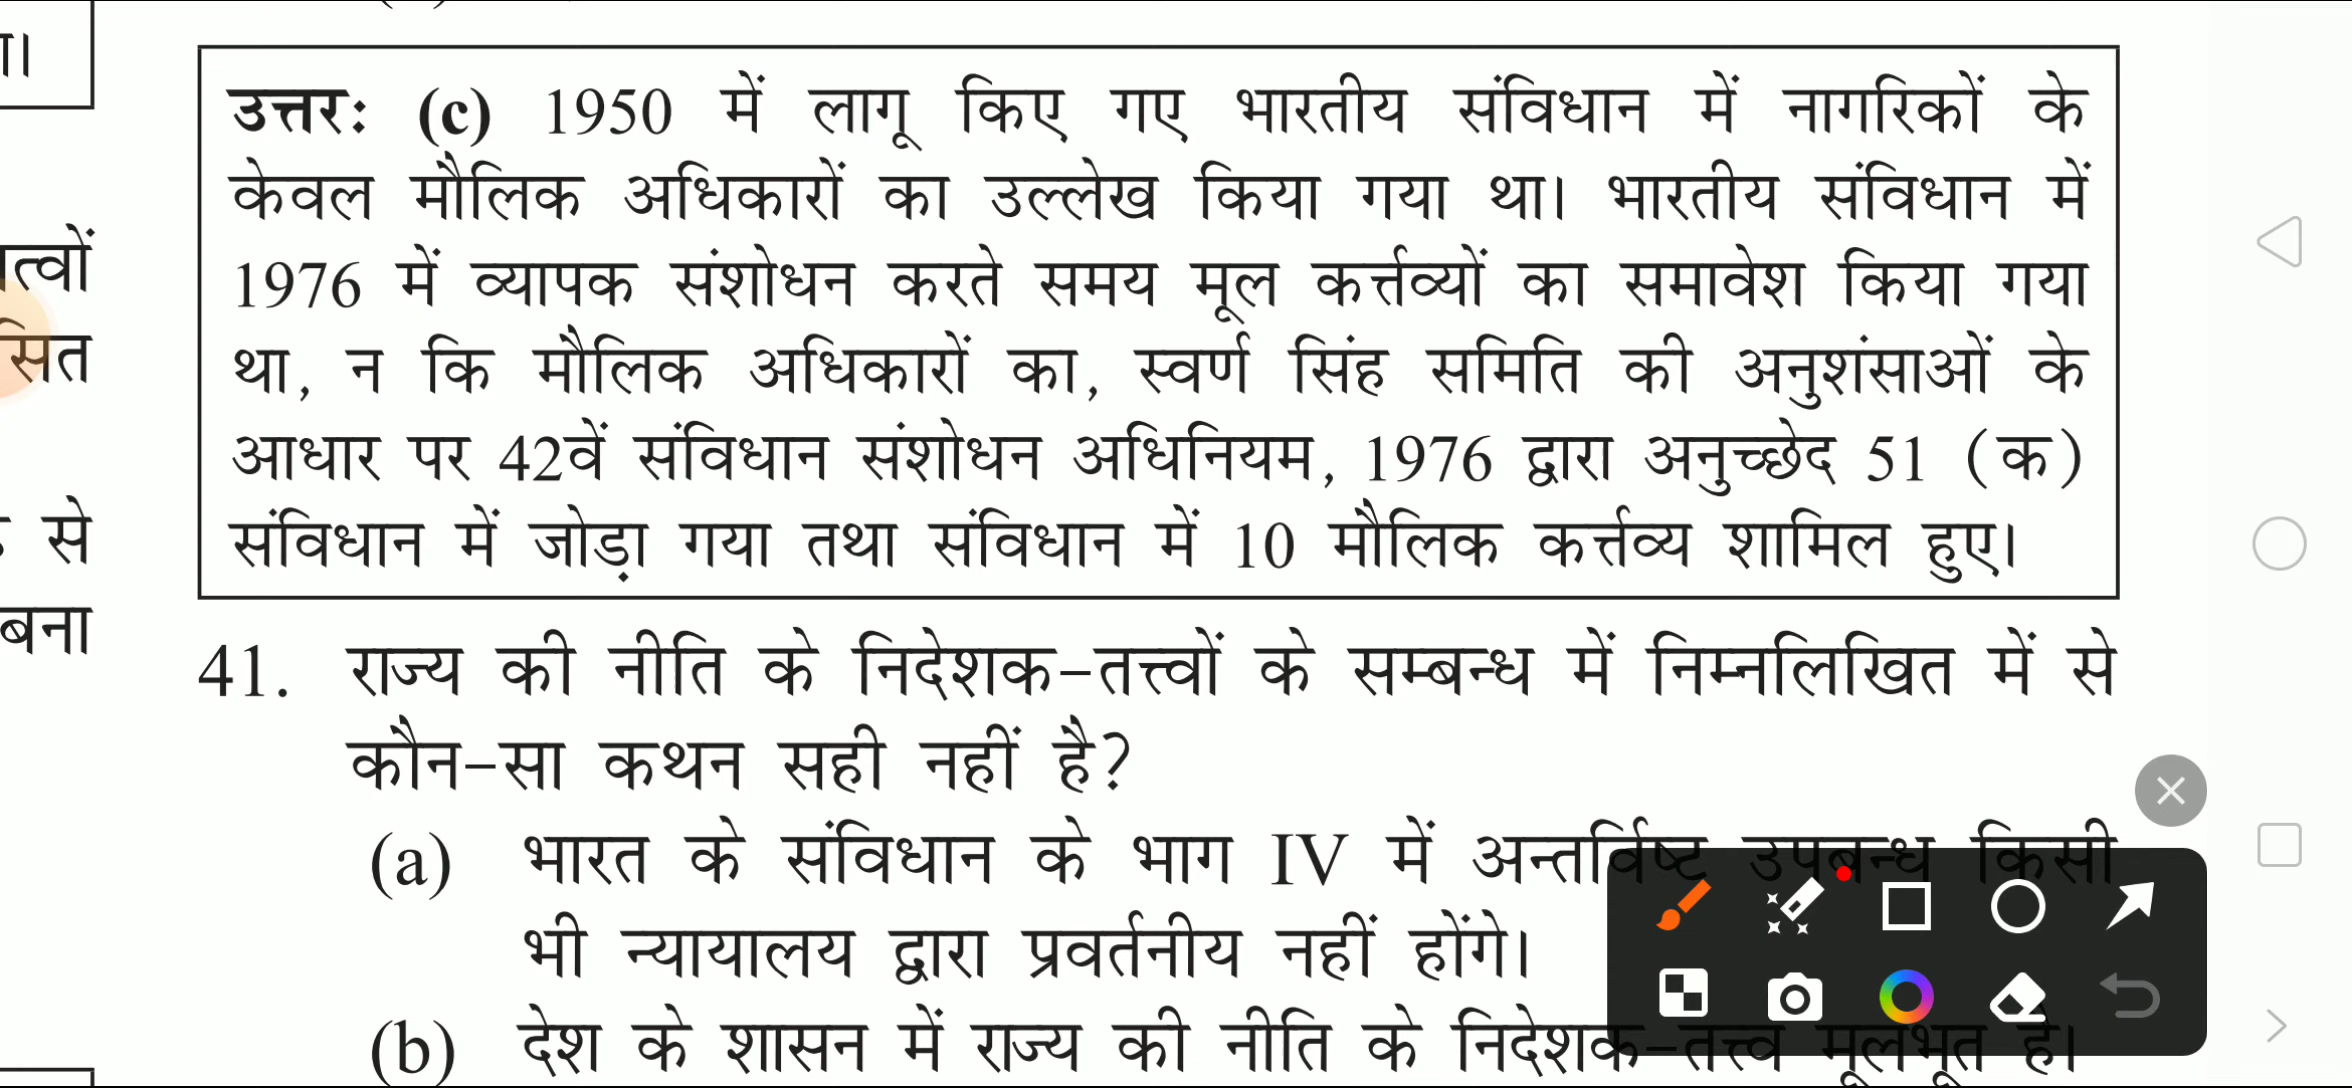 ा।
त्वों
सित
से
बना
उत्तरः (c) 1950 में लागू किए गए भारतीय संविधान में नागरिकों के
केवल मौलिक अधिकारों का उल्लेख किया गया था। भारतीय संविधान में
1976 में व्यापक संशोधन करते समय मूल कर्त्तव्यों का समावेश किया गया
था, न कि मौलिक अधिकारों का, स्वर्ण सिंह समिति की अनुशंसाओं के
आधार पर 42वें संविधान संशोधन अधिनियम, 1976 द्वारा अनुच्छेद 51 (क)
संविधान में जोड़ा गया तथा संविधान में 10 मौलिक कर्त्तव्य शामिल हुए।
41. राज्य की नीति के निदेशक-तत्त्वों के सम्बन्ध में निम्नलिखित में से
कौन-सा कथन सही नहीं है?
(a) भारत के संविधान के भाग IV में अन्तर्विष्ट उपबन्ध किसी
भी न्यायालय द्वारा प्रवर्तनीय नहीं होंगे।
(b) देश के शासन में राज्य की नीति के निदेशक-तत्त्व मूलभूत हैं।